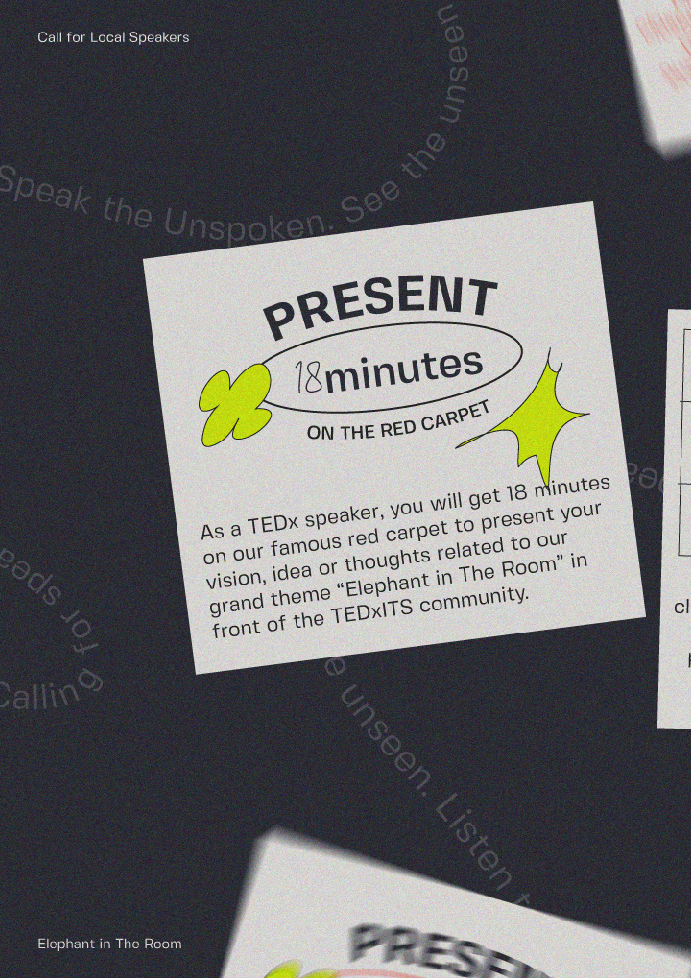 Call for Local Speakers
Speak the Unspoken. See the unseen
PRESENT
18minutes
ON THE RED CARPET
As a TEDx speaker, you will get 18 minutes
on our famous red carpet to present your
vision, idea or thoughts related to our
grand theme “Elephant in The Room” in
front of the TEDxITS community.
Calling
for
e unseen. Listen
PRESE
Elephant in The Room